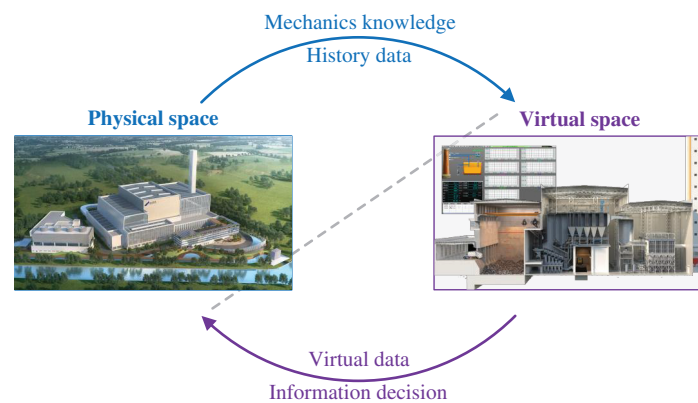 Mechanics knowledge
History data
Physical space
Virtual space
Virtual data
Information decision